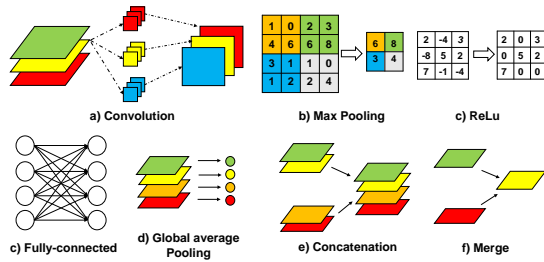 1 0 2 3
4 6 6 8
3 1 1 0
1 2 2 4
6 8
3 4
2 -4 3
-8 5 2
7 -1 -4
2 0 3
0 5 2
7 0 0
a) Convolution
b) Max Pooling
c) ReLu
c) Fully-connected
d) Global average
Pooling
e) Concatenation
f) Merge